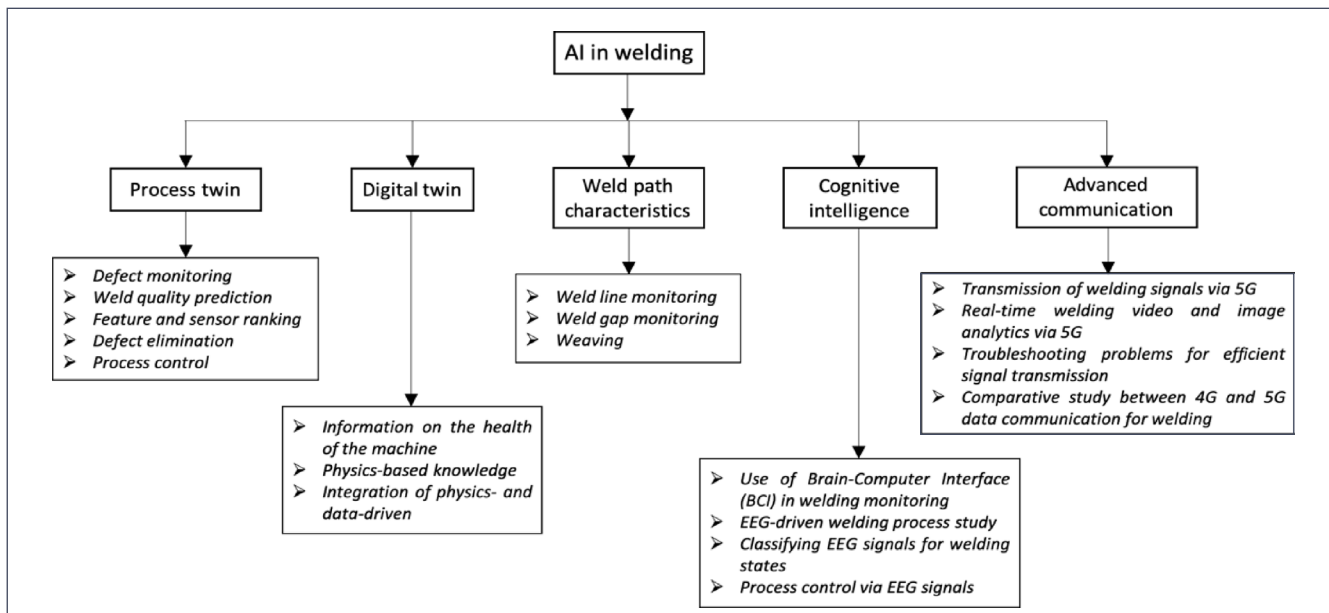 AI in welding
Process twin
Digital twin
Weld path
characteristics
Cognitive
intelligence
Advanced
communication
➢ Defect monitoring
➢ Weld quality prediction
➢ Feature and sensor ranking
➢ Defect elimination
➢ Process control
➢ Information on the health
of the machine
➢ Physics-based knowledge
➢ Integration of physics- and
data-driven
➢ Weld line monitoring
➢ Weld gap monitoring
➢ Weaving
➢ Use of Brain-Computer Interface
(BCI) in welding monitoring
➢ EEG-driven welding process study
➢ Classifying EEG signals for welding
states
➢ Process control via EEG signals
➢ Transmission of welding signals via 5G
➢ Real-time welding video and image
analytics via 5G
➢ Troubleshooting problems for efficient
signal transmission
➢ Comparative study between 4G and 5G
data communication for welding